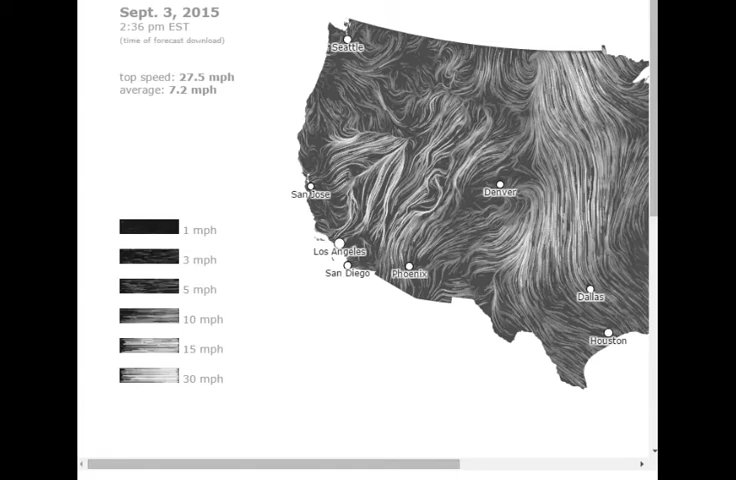 Sept. 3, 2015
2:36 pm EST
(time of forecast download)
top speed: 27.5 mph
average: 7.2 mph
1 mph
3 mph
5 mph
10 mph
15 mph
30 mph
Seattle
San Jose
Denver
Los Angeles
San Diego
Phoenix
Dallas
Houston